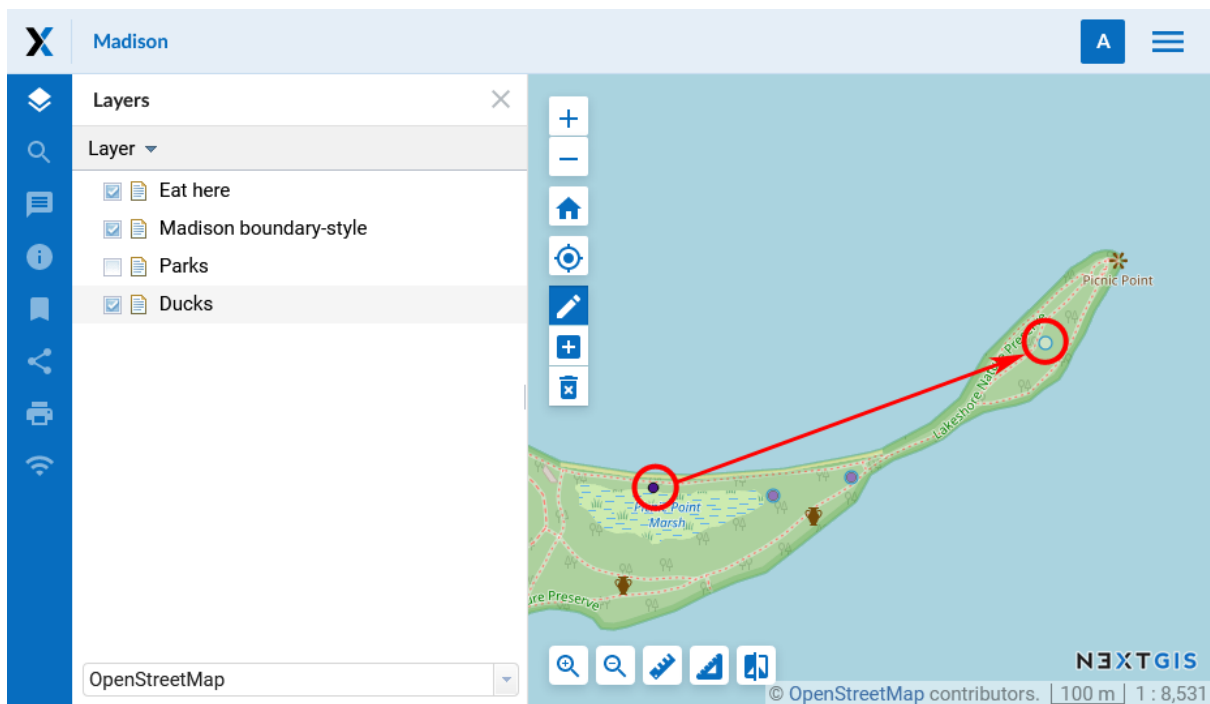 Madison
A
Layers
Layer
Eat here
Madison boundary-style
Parks
Ducks
OpenStreetMap
Picnic Point
Lakeshore Nature Preserve
Picnic Point
Marsh
ure Preserve
NEXTGIS
© OpenStreetMap contributors. 100 m 1 : 8,531